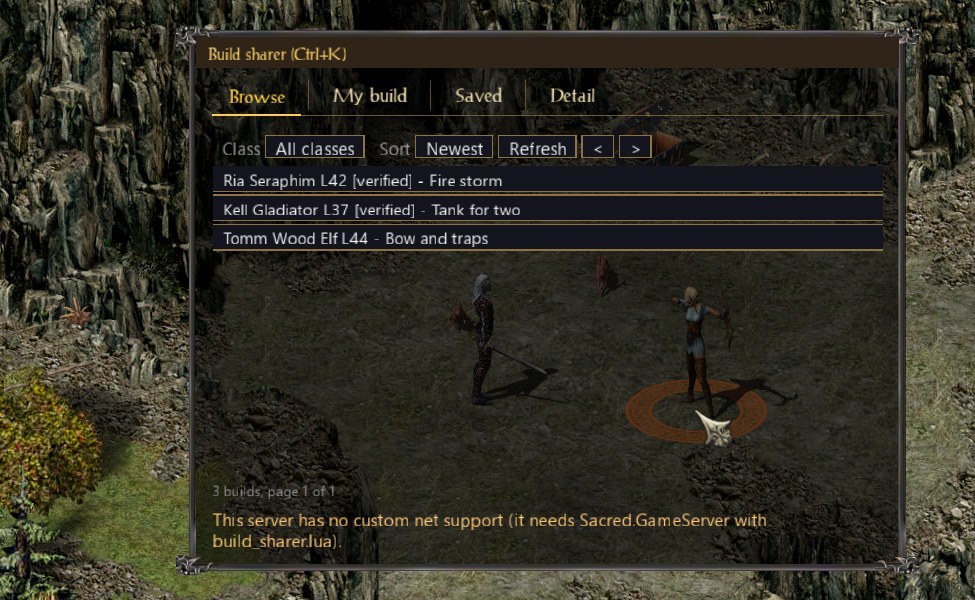 Build sharer (Ctrl+K)
Browse My build Saved Detail
Class All classes Sort Newest Refresh < >
Ria Seraphim L42 [verified] - Fire storm
Kell Gladiator L37 [verified] - Tank for two
Tomm Wood Elf L44 - Bow and traps
3 builds, page 1 of 1
This server has no custom net support (it needs Sacred.GameServer with
build_sharer.lua).